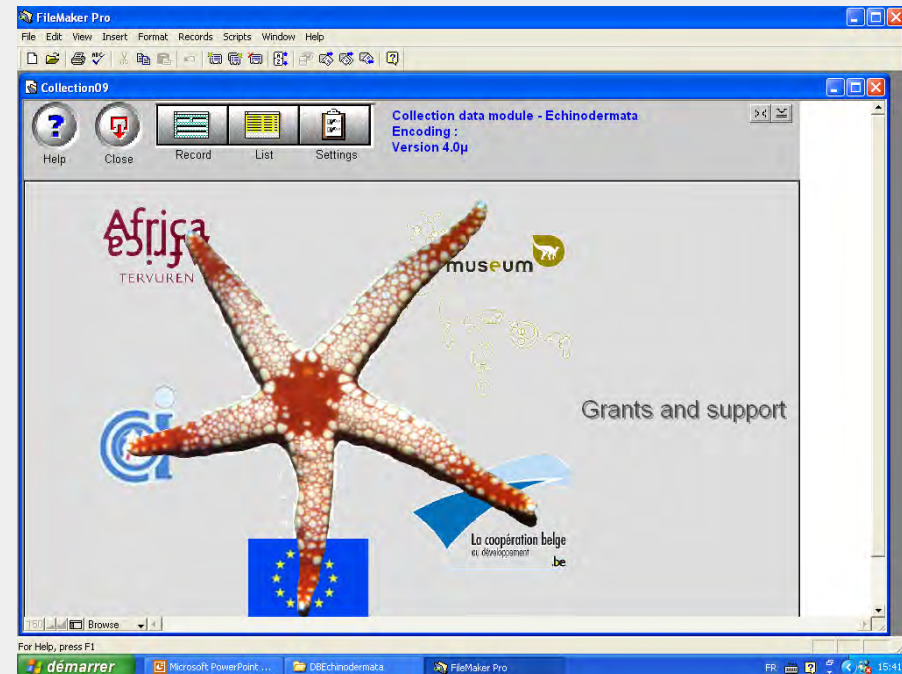 FileMaker Pro
File Edit View Insert Format Records Scripts Window Help
Collection09
Help
Close
Record
List
Settings
Collection data module - Echinodermata
Encoding :
Version 4.0µ
Africa
TERVUREN
museum
Grants and support
La coopération belge
au développement
.be
Browse
For Help, press F1
démarrer
Microsoft PowerPoint ...
DBEchinodermata
FileMaker Pro
FR
15:41